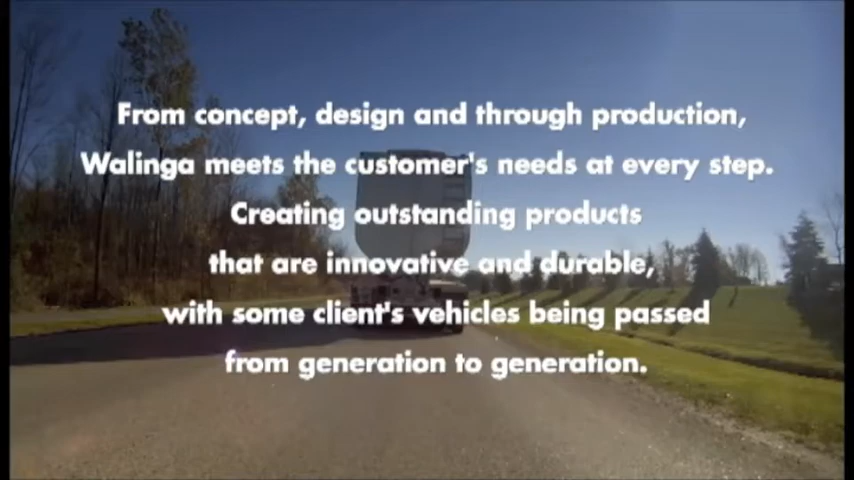 From concept, design and through production,
Walinga meets the customer's needs at every step.
Creating outstanding products
that are innovative and durable,
with some client's vehicles being passed
from generation to generation.